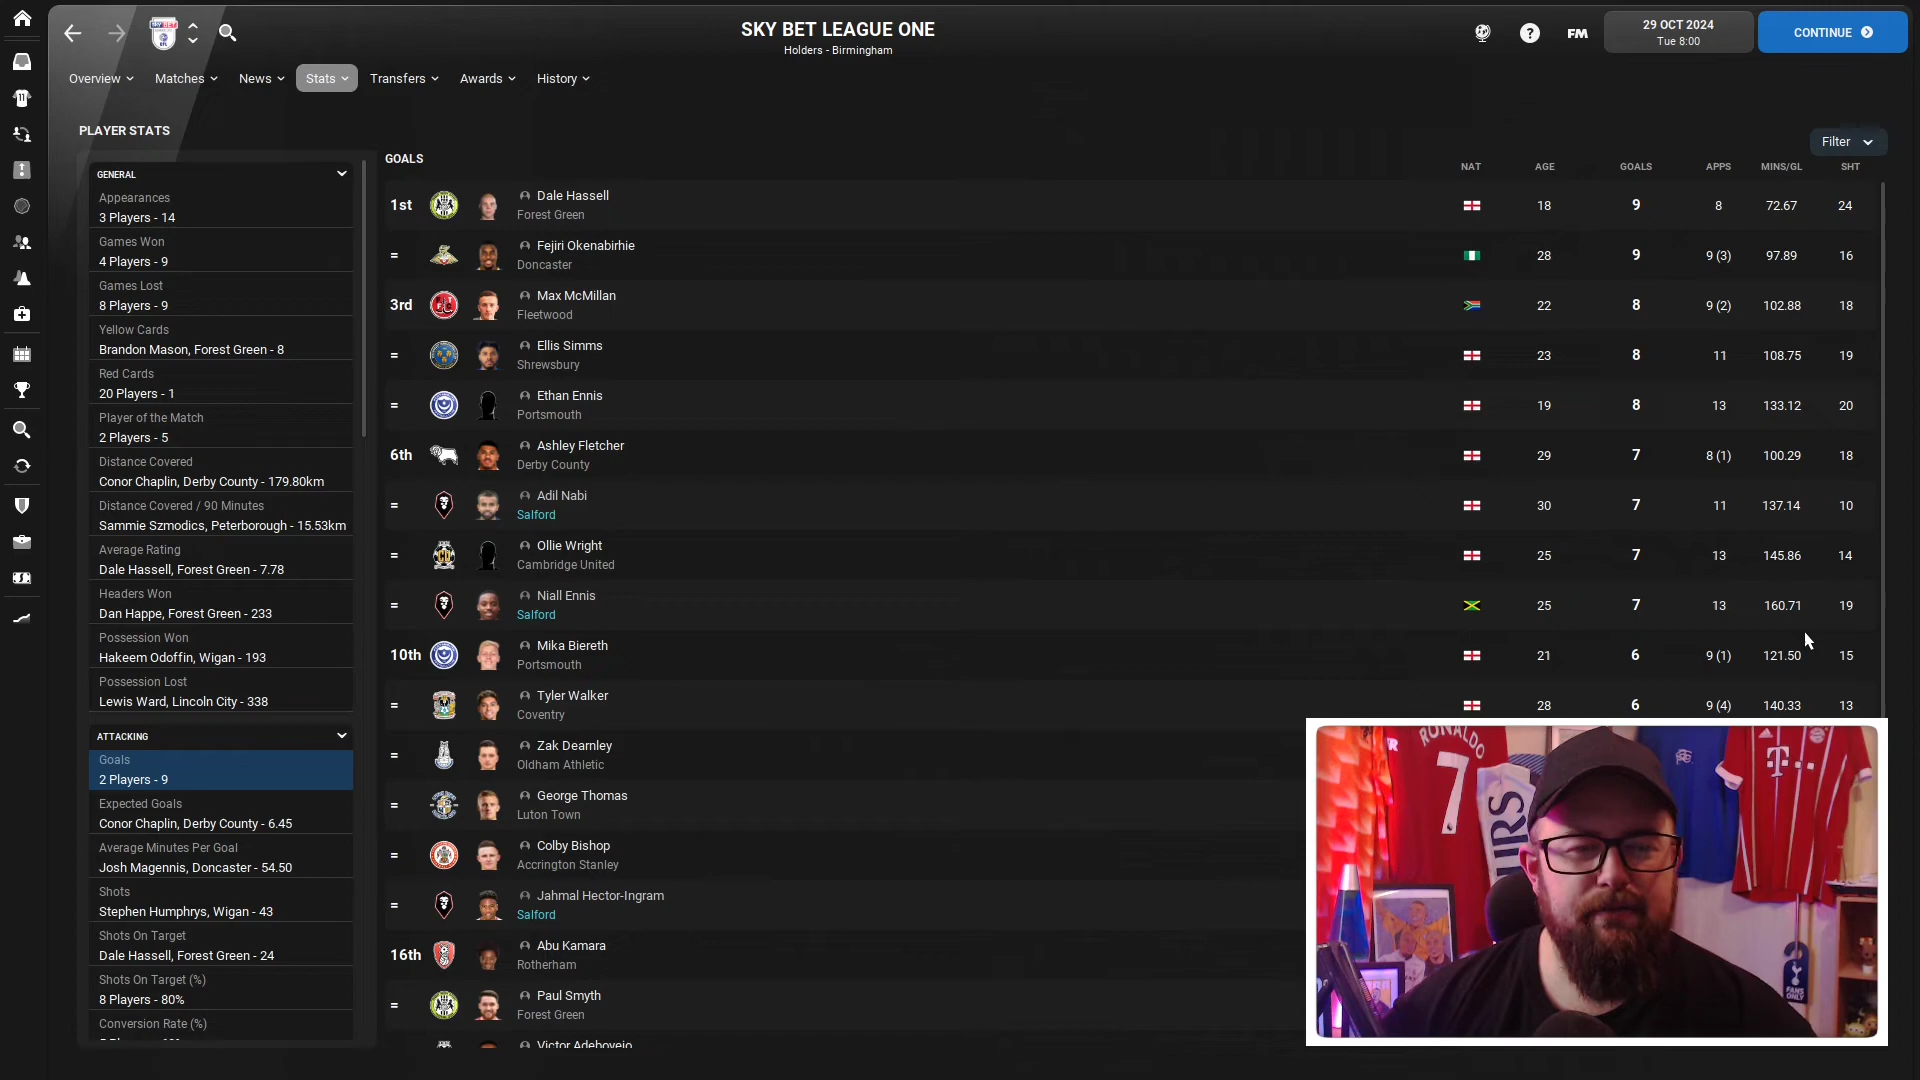 SKY BET LEAGUE ONE
Holders - Birmingham
FM
29 OCT 2024
Tue 8:00
CONTINUE
Overview
Matches
News
Stats
Transfers
Awards
History
PLAYER STATS
Filter
GENERAL
Appearances
3 Players - 14
Games Won
4 Players - 9
Games Lost
8 Players - 9
Yellow Cards
Brandon Mason, Forest Green - 8
Red Cards
20 Players - 1
Player of the Match
2 Players - 5
Distance Covered
Conor Chaplin, Derby County - 179.80km
Distance Covered / 90 Minutes
Sammie Szmodics, Peterborough - 15.53km
Average Rating
Dale Hassell, Forest Green - 7.78
Headers Won
Dan Happe, Forest Green - 233
Possession Won
Hakeem Odoffin, Wigan - 193
Possession Lost
Lewis Ward, Lincoln City - 338
ATTACKING
Goals
2 Players - 9
Expected Goals
Conor Chaplin, Derby County - 6.45
Average Minutes Per Goal
Josh Magennis, Doncaster - 54.50
Shots
Stephen Humphrys, Wigan - 43
Shots On Target
Dale Hassell, Forest Green - 24
Shots On Target (%)
8 Players - 80%
Conversion Rate (%)
GOALS NAT AGE GOALS APPS MINS/GL SHT
1st Dale Hassell 18 9 8 72.67 24
Forest Green
= Fejiri Okenabirhie 28 9 9 (3) 97.89 16
Doncaster
3rd Max McMillan 22 8 9 (2) 102.88 18
Fleetwood
= Ellis Simms 23 8 11 108.75 19
Shrewsbury
= Ethan Ennis 19 8 13 133.12 20
Portsmouth
6th Ashley Fletcher 29 7 8 (1) 100.29 18
Derby County
= Adil Nabi 30 7 11 137.14 10
Salford
= Ollie Wright 25 7 13 145.86 14
Cambridge United
= Niall Ennis 25 7 13 160.71 19
Salford
10th Mika Biereth 21 6 9 (1) 121.50 15
Portsmouth
= Tyler Walker 28 6 9 (4) 140.33 13
Coventry
= Zak Dearnley
Oldham Athletic
= George Thomas
Luton Town
= Colby Bishop
Accrington Stanley
= Jahmal Hector-Ingram
Salford
16th Abu Kamara
Rotherham
= Paul Smyth
Forest Green
Victor Adeboyejo
RONALDO
7
T
FANS
ONLY